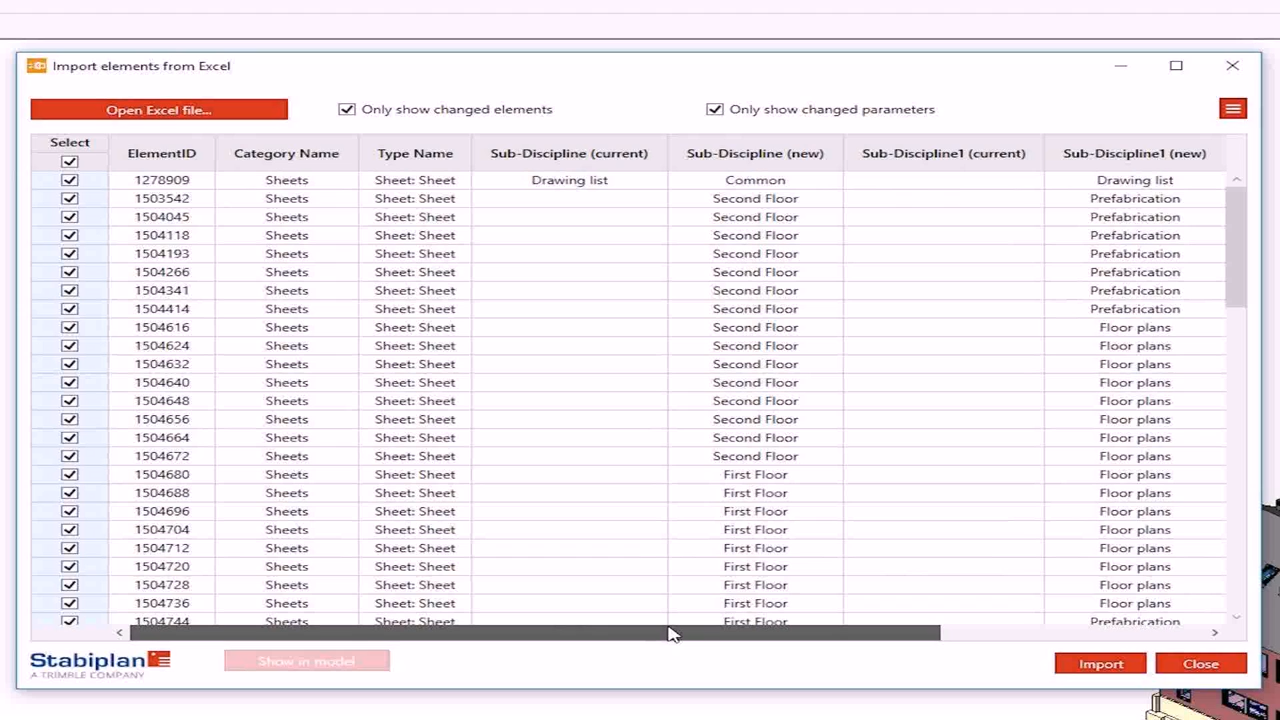 Import elements from Excel
Open Excel file... Only show changed elements Only show changed parameters
Select ElementID Category Name Type Name Sub-Discipline (current) Sub-Discipline (new) Sub-Discipline1 (current) Sub-Discipline1 (new)
1278909 Sheets Sheet: Sheet Drawing list Common Drawing list
1503542 Sheets Sheet: Sheet Second Floor Prefabrication
1504045 Sheets Sheet: Sheet Second Floor Prefabrication
1504118 Sheets Sheet: Sheet Second Floor Prefabrication
1504193 Sheets Sheet: Sheet Second Floor Prefabrication
1504266 Sheets Sheet: Sheet Second Floor Prefabrication
1504341 Sheets Sheet: Sheet Second Floor Prefabrication
1504414 Sheets Sheet: Sheet Second Floor Prefabrication
1504616 Sheets Sheet: Sheet Second Floor Floor plans
1504624 Sheets Sheet: Sheet Second Floor Floor plans
1504632 Sheets Sheet: Sheet Second Floor Floor plans
1504640 Sheets Sheet: Sheet Second Floor Floor plans
1504648 Sheets Sheet: Sheet Second Floor Floor plans
1504656 Sheets Sheet: Sheet Second Floor Floor plans
1504664 Sheets Sheet: Sheet Second Floor Floor plans
1504672 Sheets Sheet: Sheet Second Floor Floor plans
1504680 Sheets Sheet: Sheet First Floor Floor plans
1504688 Sheets Sheet: Sheet First Floor Floor plans
1504696 Sheets Sheet: Sheet First Floor Floor plans
1504704 Sheets Sheet: Sheet First Floor Floor plans
1504712 Sheets Sheet: Sheet First Floor Floor plans
1504720 Sheets Sheet: Sheet First Floor Floor plans
1504728 Sheets Sheet: Sheet First Floor Floor plans
1504736 Sheets Sheet: Sheet First Floor Floor plans
1504744 Sheets Sheet: Sheet First Floor Prefabrication
Stabiplan Show in model Import Close
A TRIMBLE COMPANY